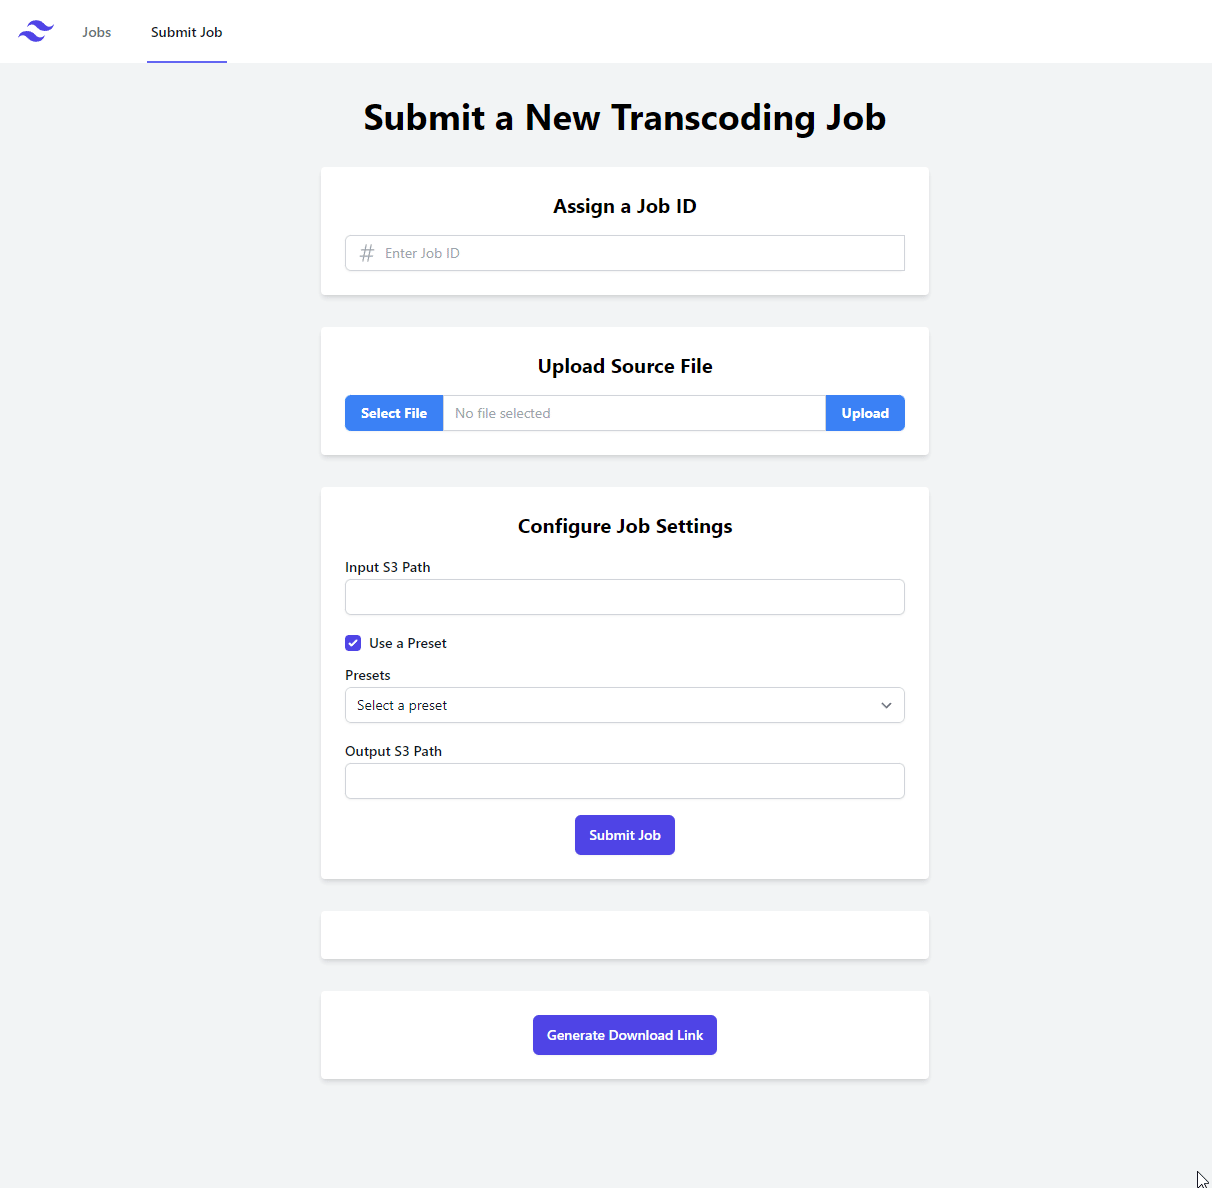 Jobs
Submit Job
Submit a New Transcoding Job
Assign a Job ID
# Enter Job ID
Upload Source File
Select File
No file selected
Upload
Configure Job Settings
Input S3 Path
Use a Preset
Presets
Select a preset
Output S3 Path
Submit Job
Generate Download Link